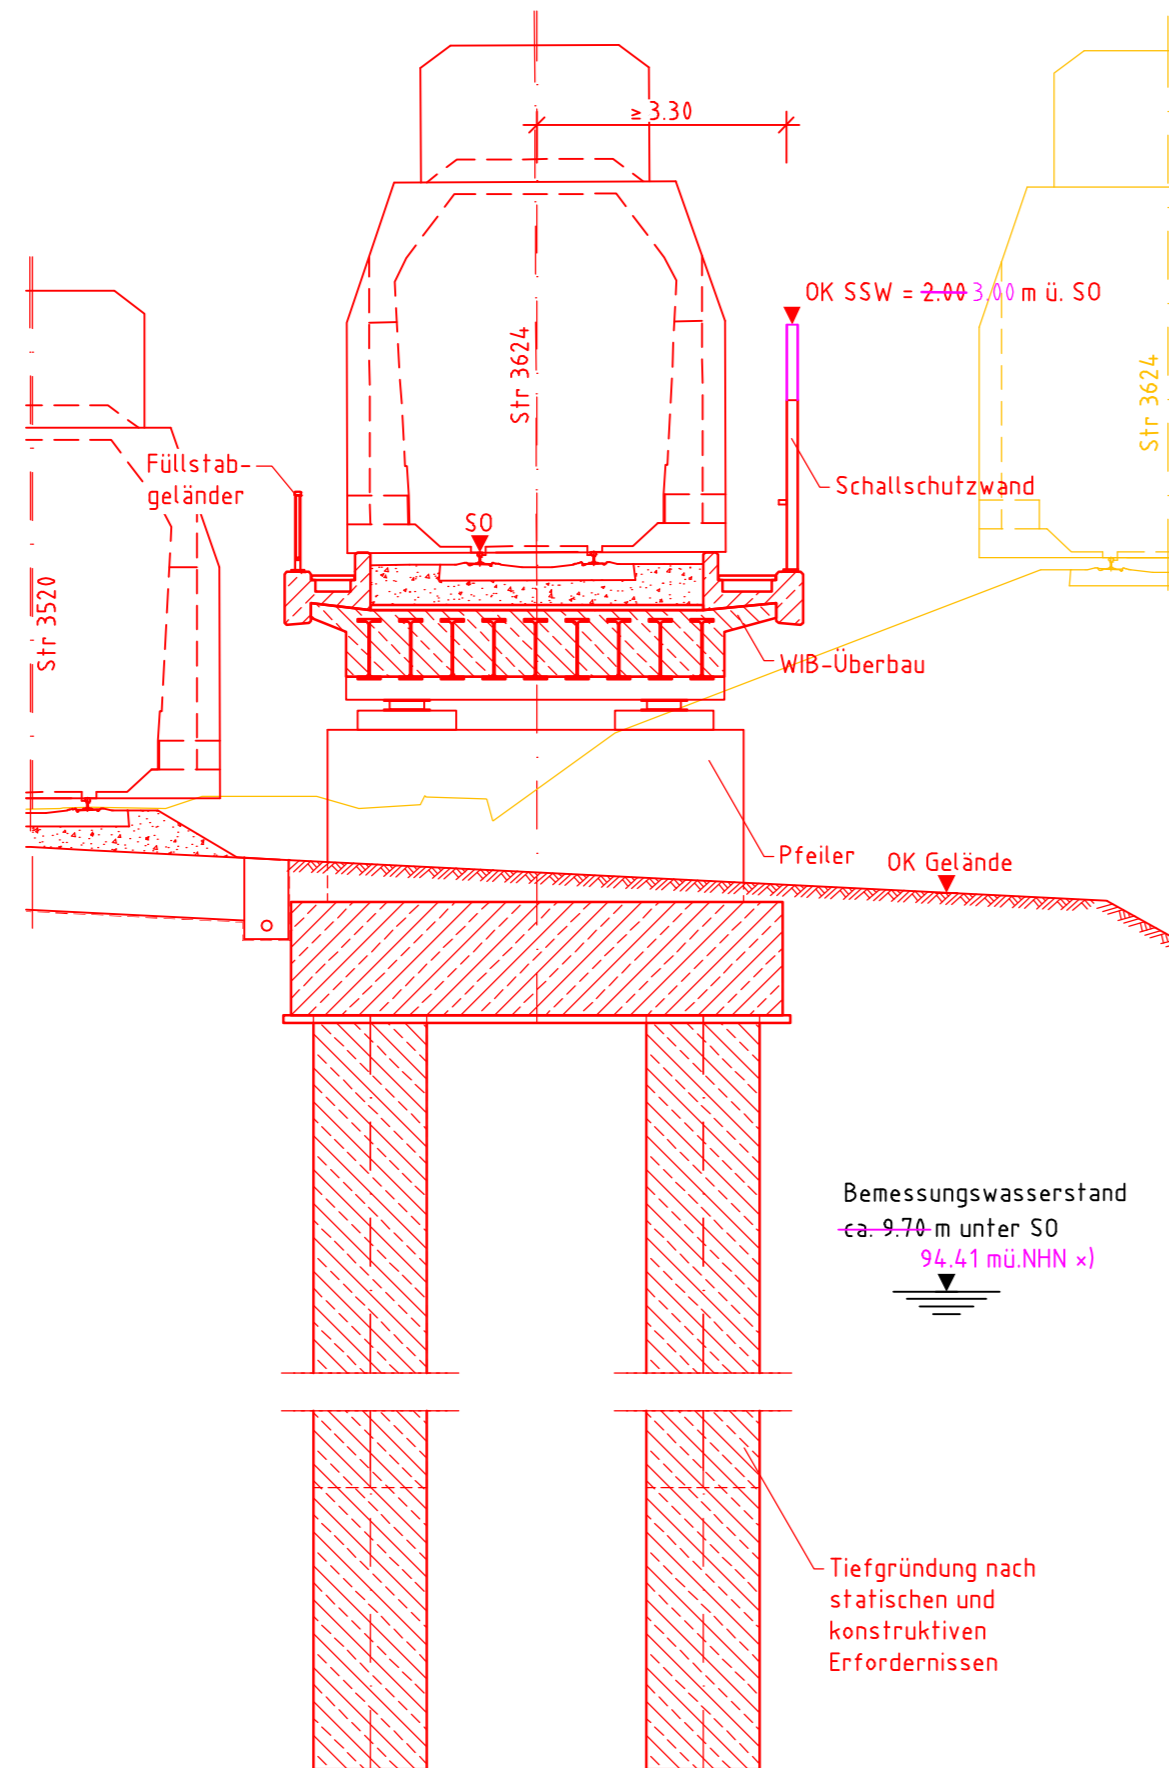 ≥ 3.30
OK SSW = 2.00 3.00 m ü. SO
Str 3624
Str 3624
Füllstab-
geländer
Schallschutzwand
SO
Str 3520
WIB-Überbau
Pfeiler
OK Gelände
Bemessungswasserstand
ca. 9.70 m unter SO
94.41 mü.NHN ×)
Tiefgründung nach
statischen und
konstruktiven
Erfordernissen